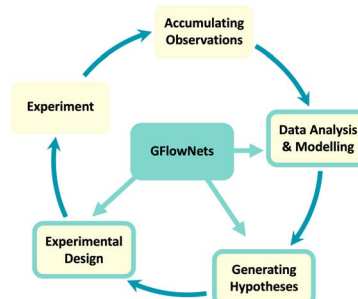 Accumulating
Observations
Experiment
Data Analysis
& Modelling
GFlowNets
Experimental
Design
Generating
Hypotheses